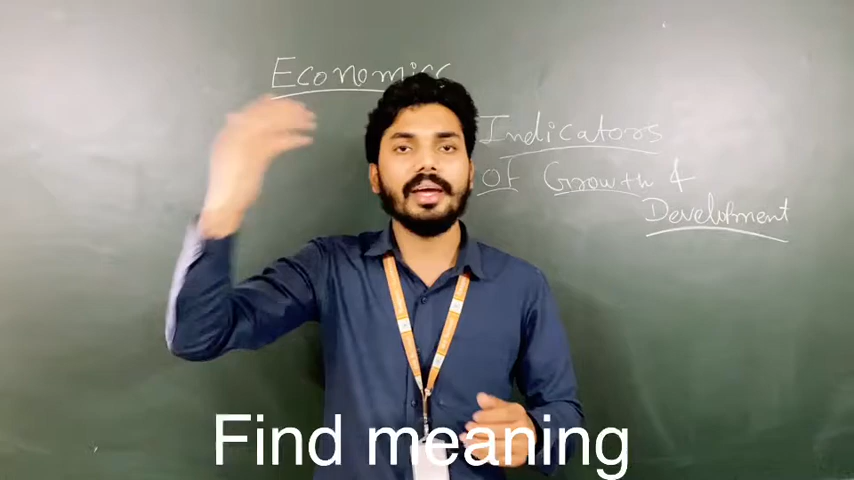 Economics
Indicators
Of Growth &
Development
Find meaning